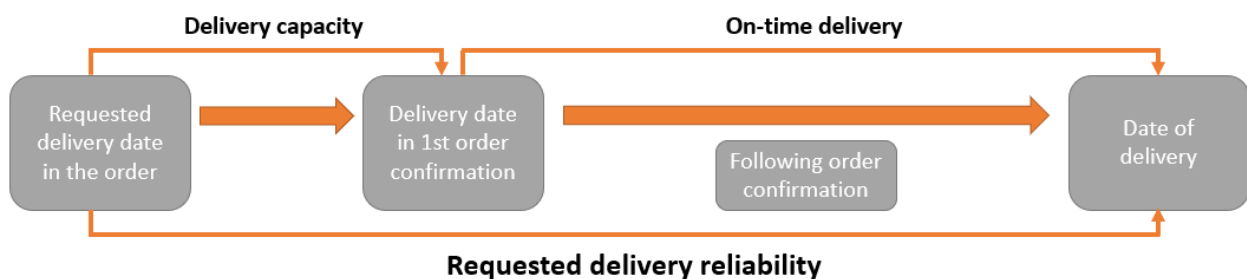 Delivery capacity
On-time delivery
Requested
delivery date
in the order
Delivery date
in 1st order
confirmation
Following order
confirmation
Date of
delivery
Requested delivery reliability